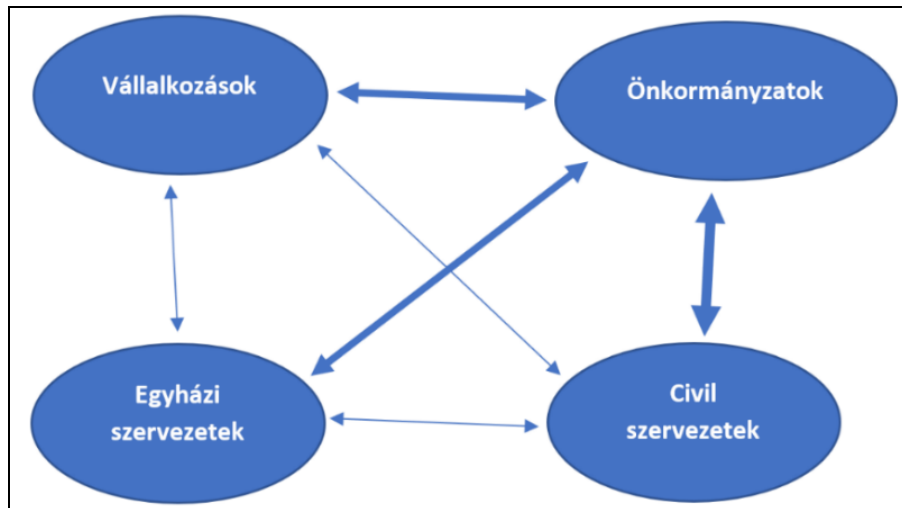 Vállalkozások
Önkormányzatok
Egyházi
szervezetek
Civil
szervezetek